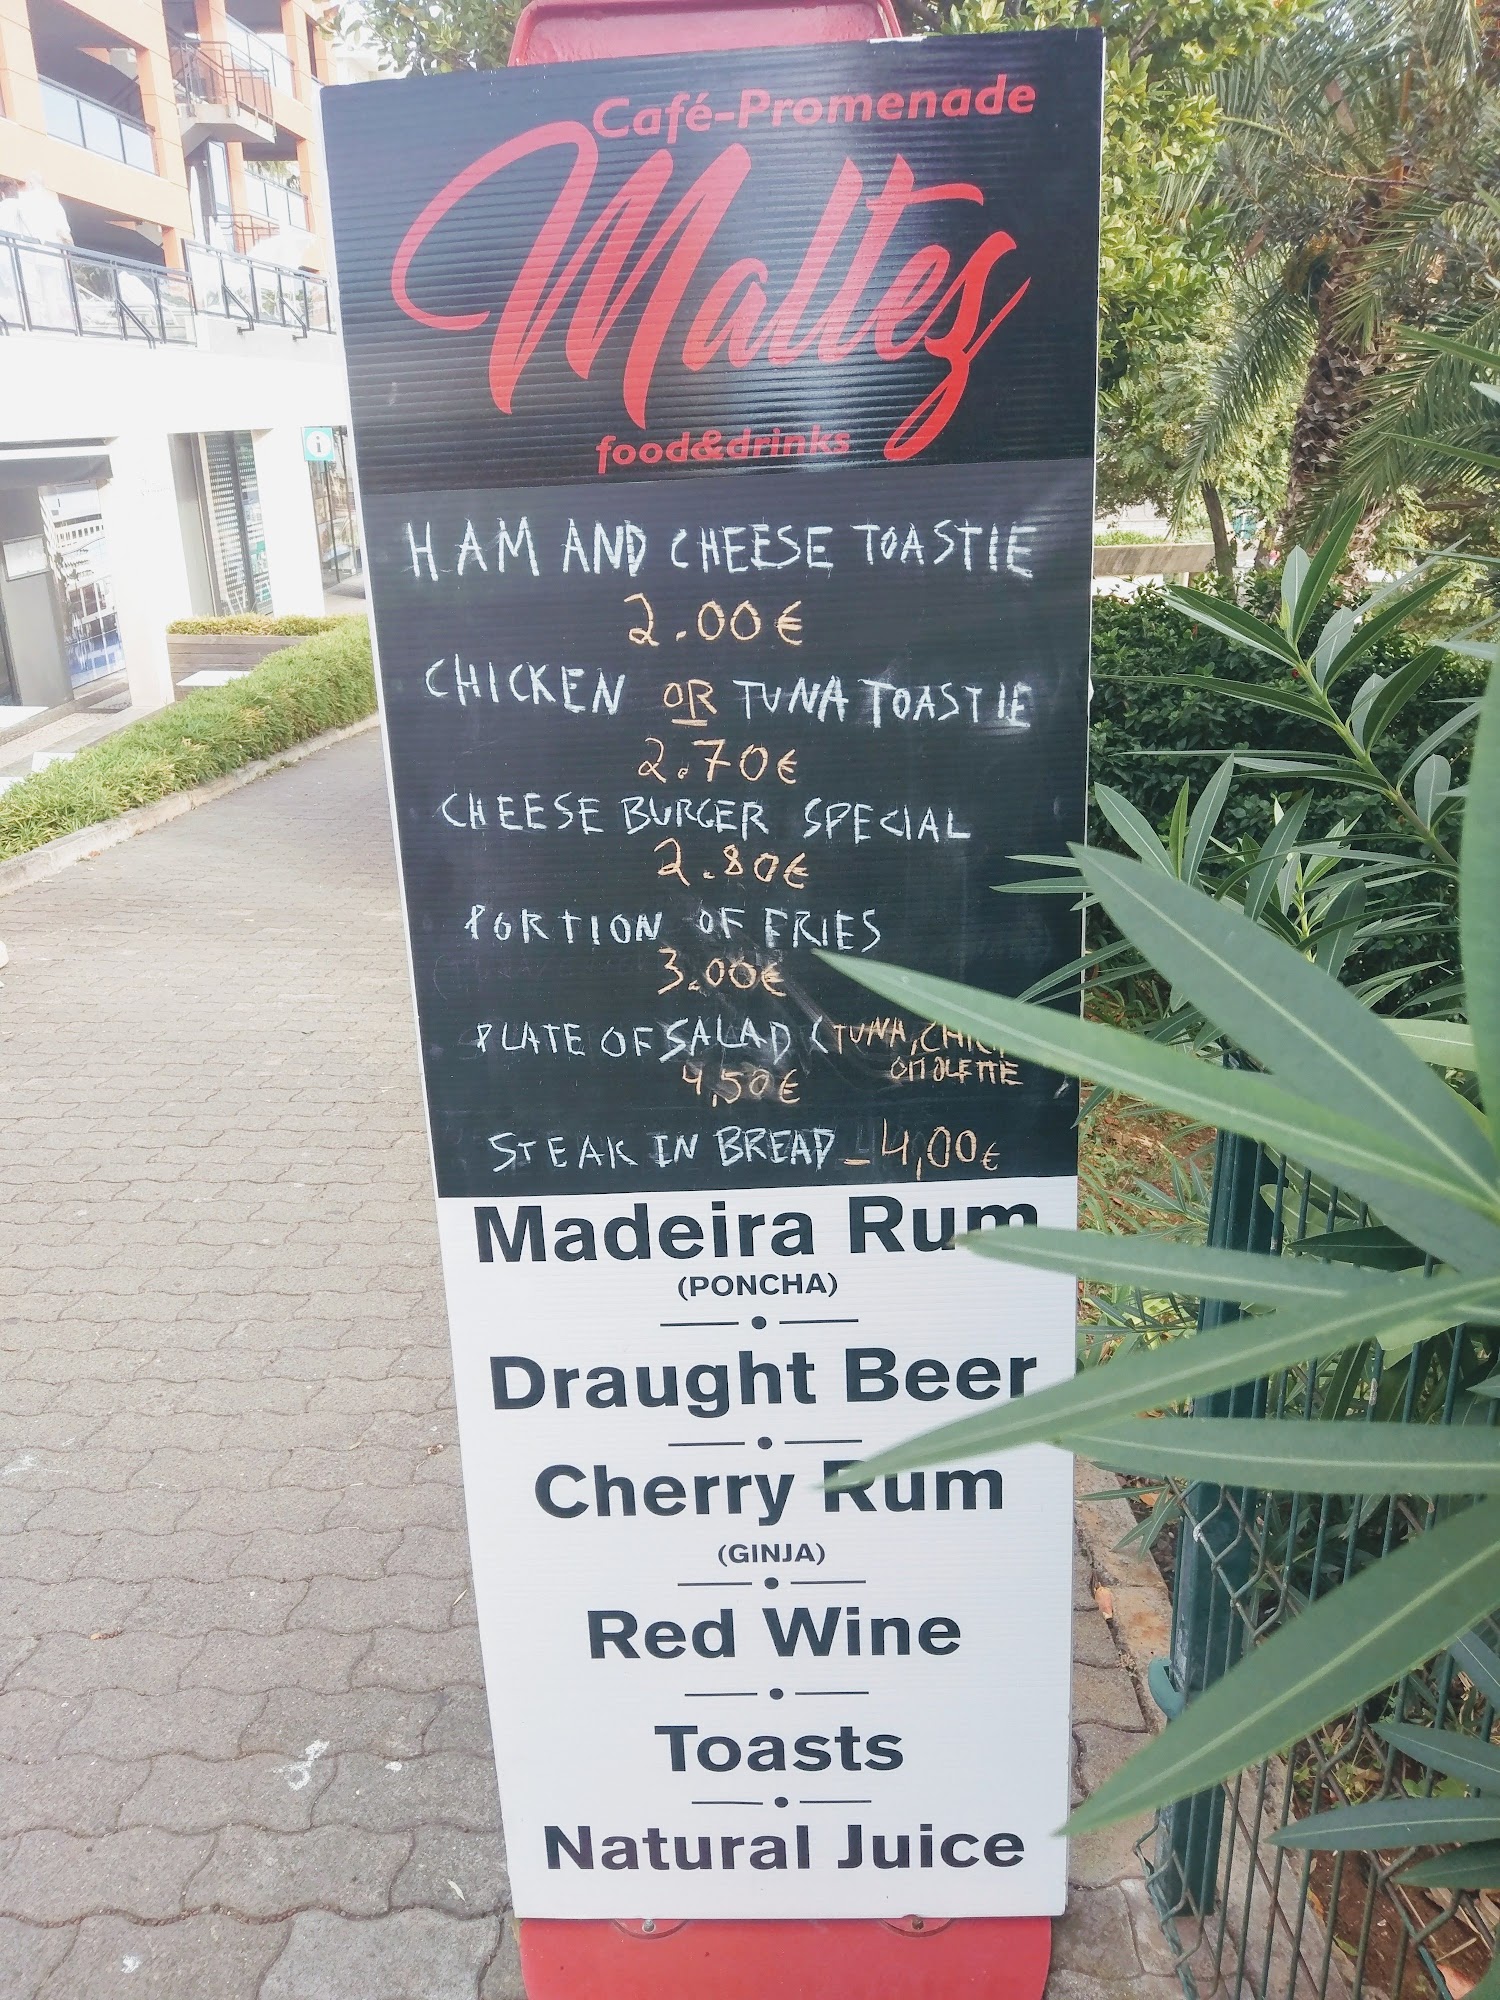 Café-Promenade
Maltez
food&drinks
HAM AND CHEESE TOASTIE
2.00€
CHICKEN OR TUNA TOASTIE
2.70€
CHEESE BURGER SPECIAL
2.80€
PORTION OF FRIES
3.00€
PLATE OF SALAD (TUNA,
4,50€
STEAK IN BREAD - 4,00€
Madeira Rum
(PONCHA)
Draught Beer
Cherry Rum
(GINJA)
Red Wine
Toasts
Natural Juice